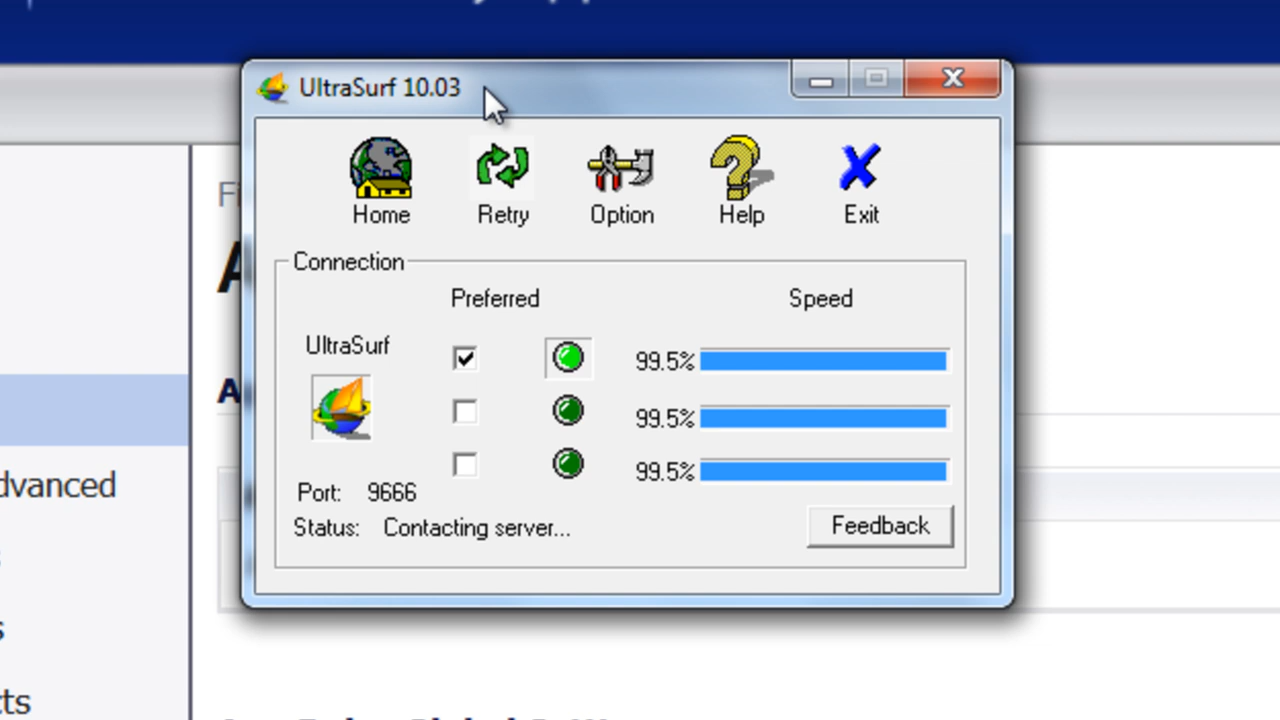 UltraSurf 10.03
Home Retry Option Help Exit
Connection
Preferred Speed
UltraSurf
99.5%
99.5%
99.5%
Port: 9666
Status: Contacting server...
Feedback